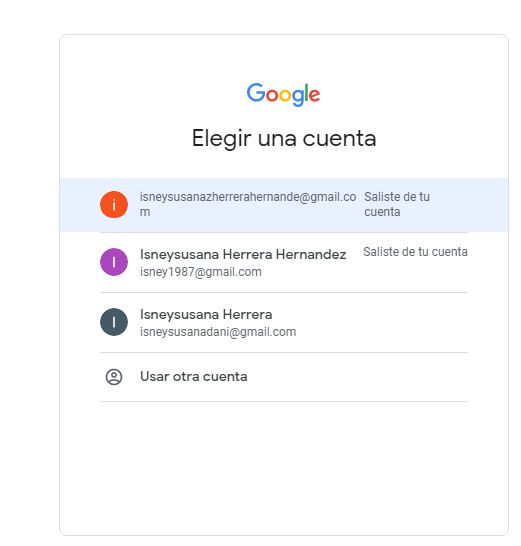 Google
Elegir una cuenta
i isneysusanazherrerahernande@gmail.co Saliste de tu
m cuenta
I Isneysusana Herrera Hernandez Saliste de tu cuenta
isney1987@gmail.com
I Isneysusana Herrera
isneysusanadani@gmail.com
Usar otra cuenta